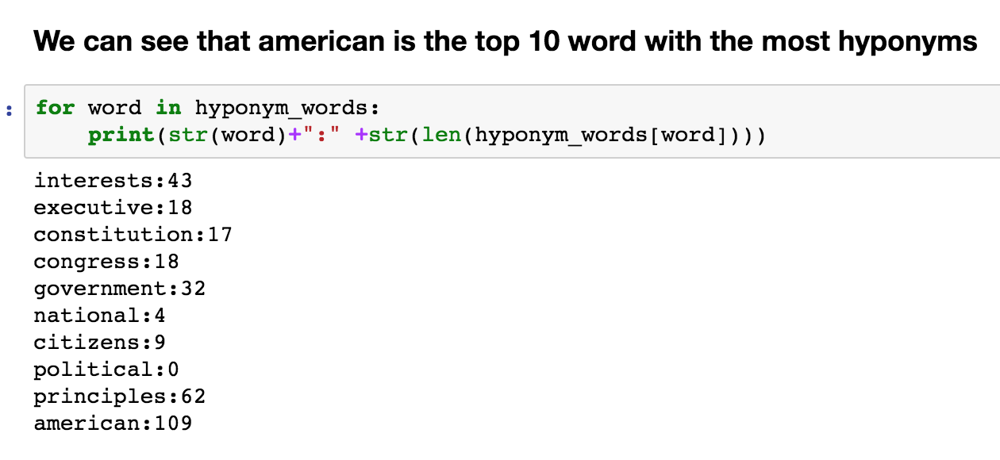 We can see that american is the top 10 word with the most hyponyms
:
for word in hyponym_words:
    print(str(word)+":" +str(len(hyponym_words[word])))
interests:43
executive:18
constitution:17
congress:18
government:32
national:4
citizens:9
political:0
principles:62
american:109